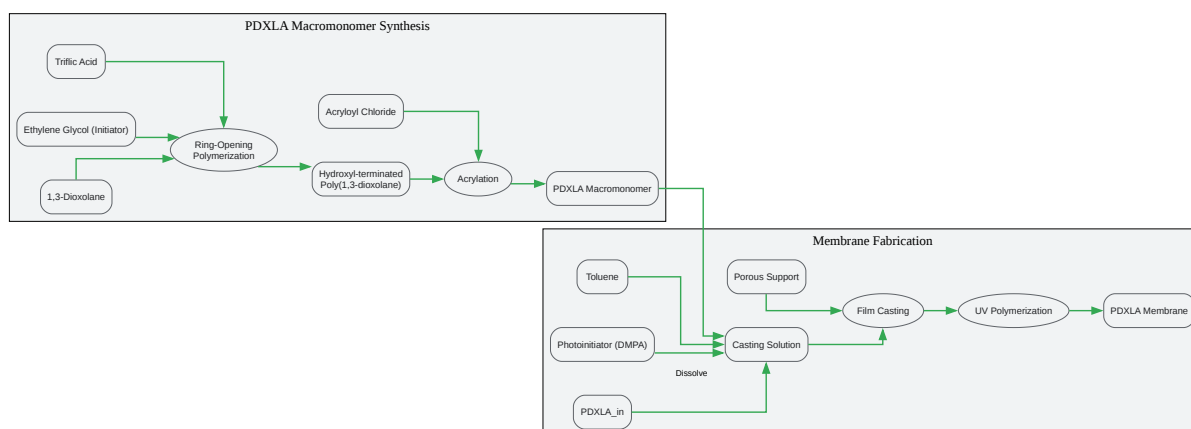 PDXLA Macromonomer Synthesis
Triflic Acid
Ethylene Glycol (Initiator)
1,3-Dioxolane
Ring-Opening
Polymerization
Acryloyl Chloride
Hydroxyl-terminated
Poly(1,3-dioxolane)
Acrylation
PDXLA Macromonomer
Membrane Fabrication
Toluene
Porous Support
Photoinitiator (DMPA)
Dissolve
PDXLA_in
Casting Solution
Film Casting
UV Polymerization
PDXLA Membrane